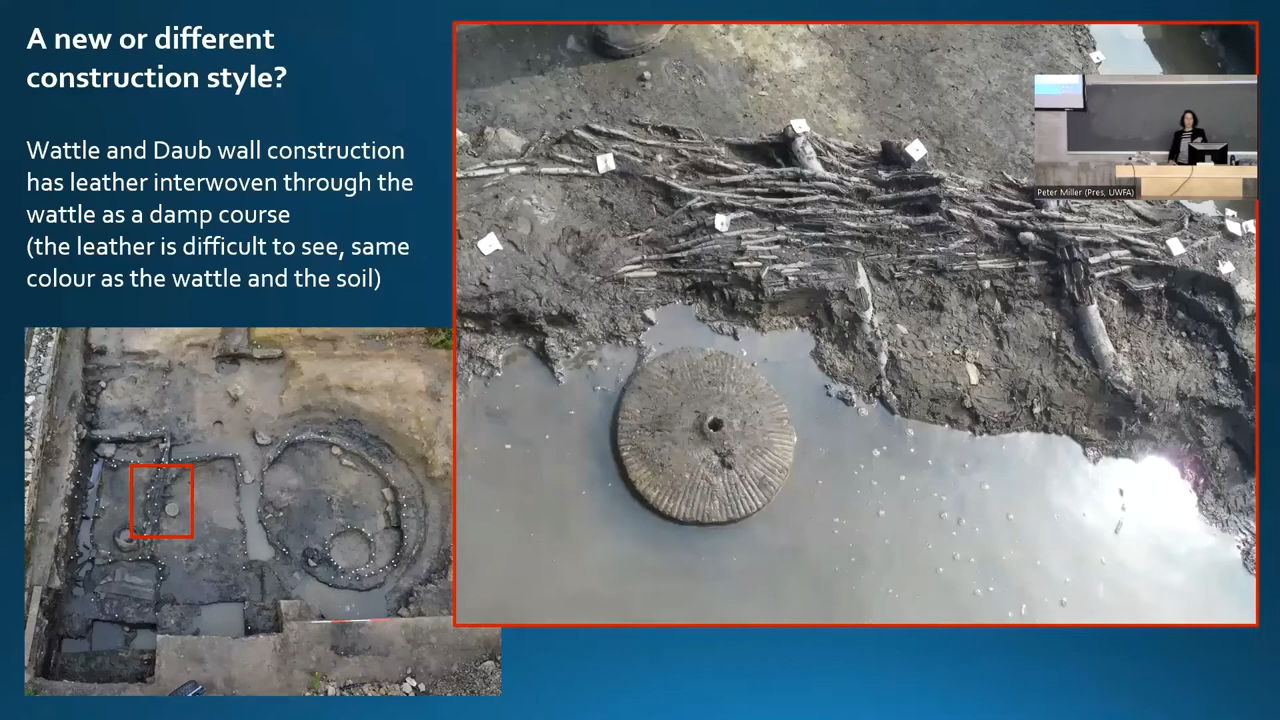 A new or different
construction style?
Wattle and Daub wall construction
has leather interwoven through the
wattle as a damp course
(the leather is difficult to see, same
colour as the wattle and the soil)
Peter Miller (Pres, UWFA)